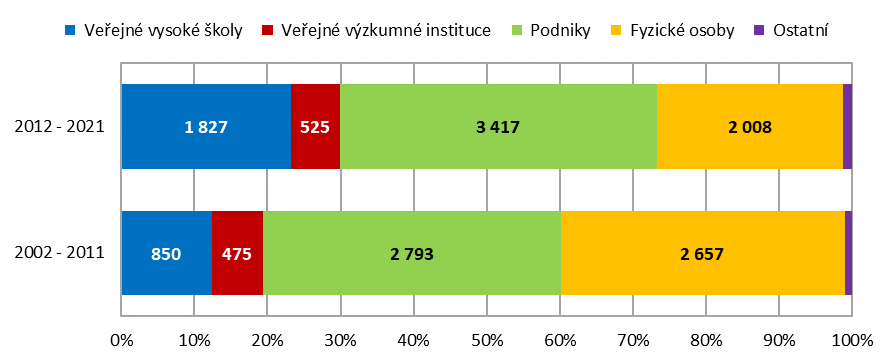 Veřejné vysoké školy Veřejné výzkumné instituce Podniky Fyzické osoby Ostatní
2012 - 2021 1 827 525 3 417 2 008
2002 - 2011 850 475 2 793 2 657
0% 10% 20% 30% 40% 50% 60% 70% 80% 90% 100%